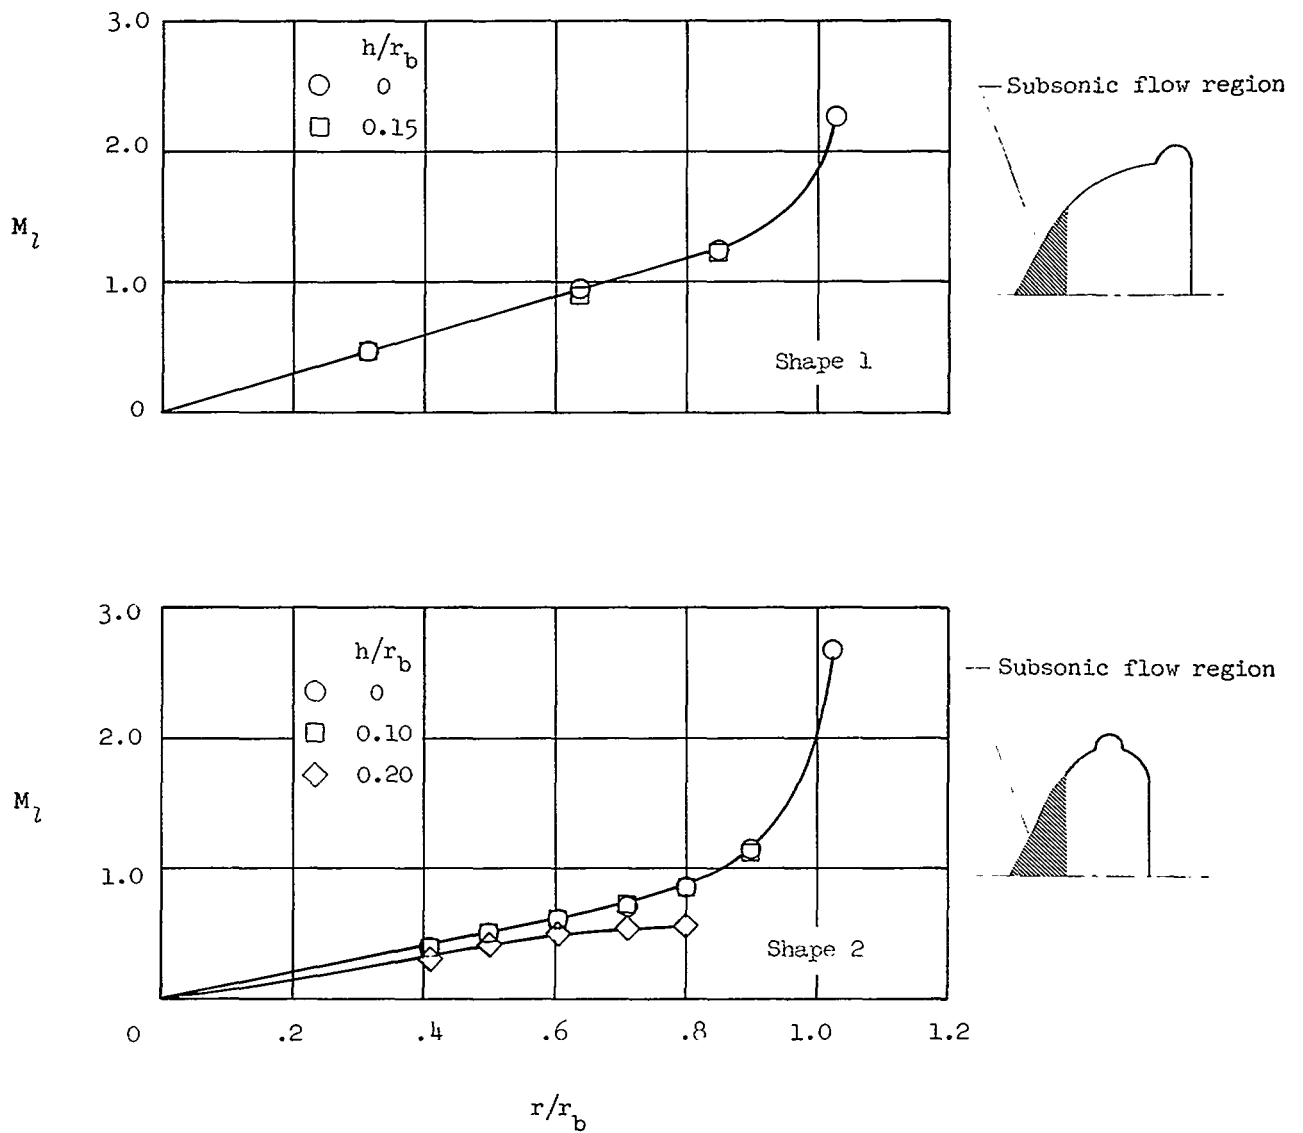 3.0
h/r_b
○ 0
□ 0.15
2.0
M_l
1.0
0
Shape 1
Subsonic flow region
3.0
h/r_b
○ 0
□ 0.10
◇ 0.20
2.0
M_l
1.0
Shape 2
0 .2 .4 .6 .8 1.0 1.2
r/r_b
Subsonic flow region